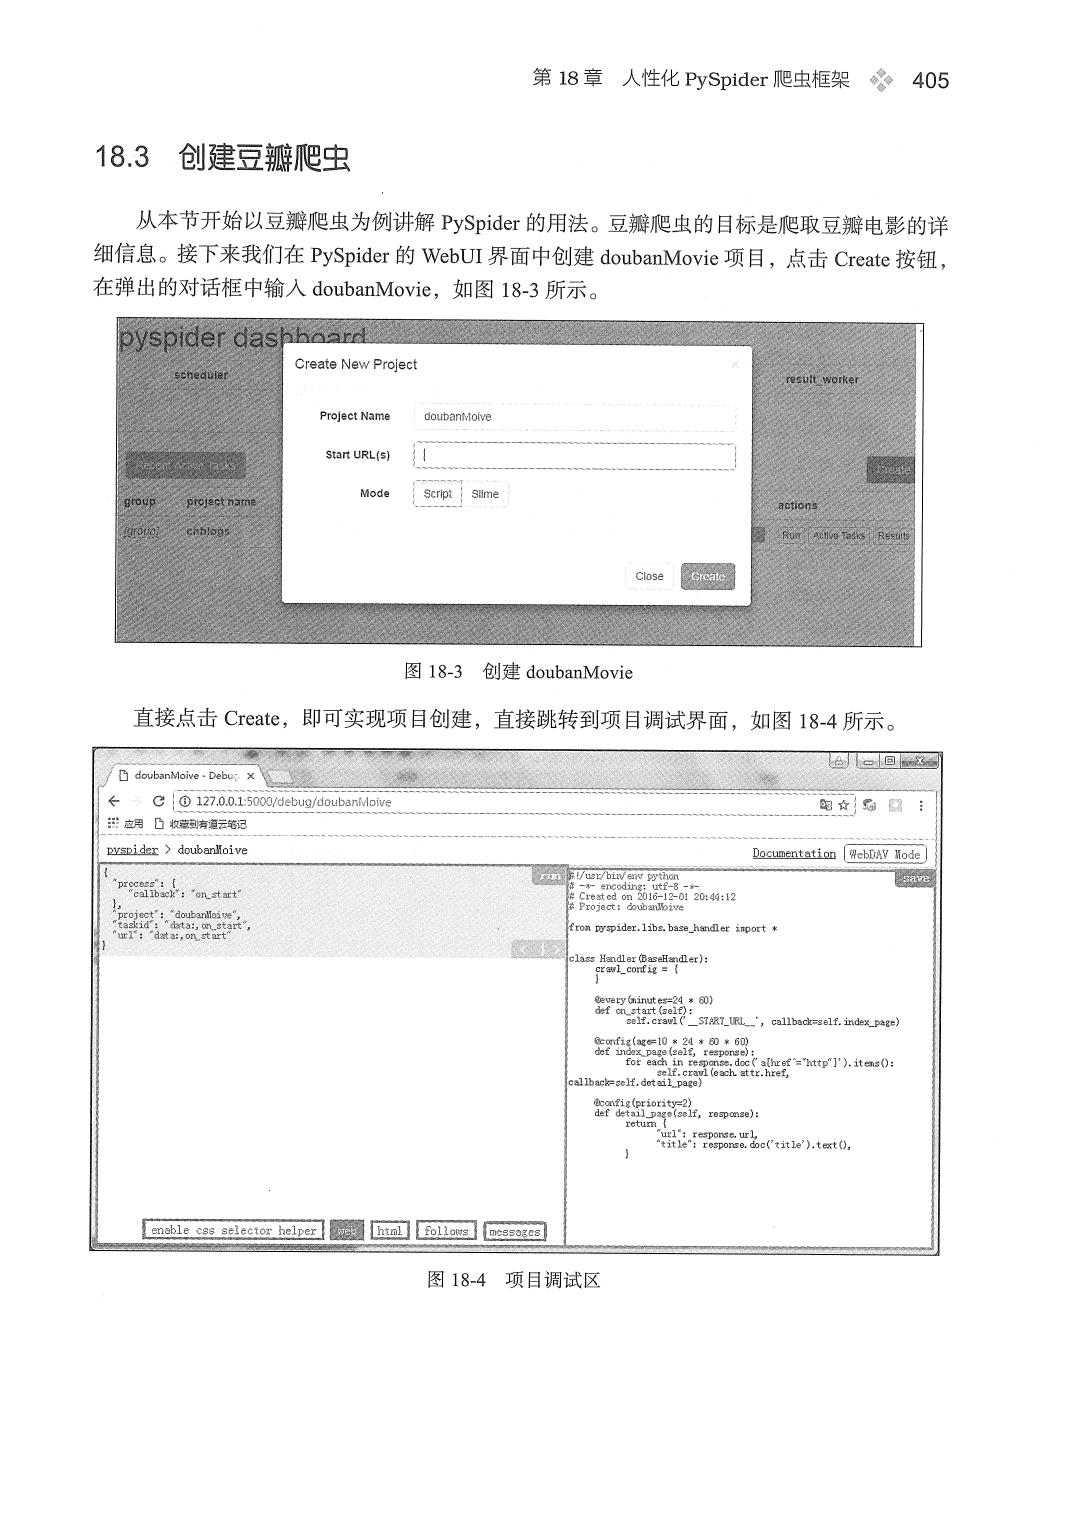 第 18 章 人性化 PySpider 爬虫框架 405
18.3 创建豆瓣爬虫
从本节开始以豆瓣爬虫为例讲解 PySpider 的用法。豆瓣爬虫的目标是爬取豆瓣电影的详
细信息。接下来我们在 PySpider 的 WebUI 界面中创建 doubanMovie 项目，点击 Create 按钮，
在弹出的对话框中输入 doubanMovie，如图 18-3 所示。
pyspider dashboard
scheduler
result_worker
Create New Project
Project Name doubanMoive
Start URL(s)
Mode Script Slime
Recent Active Tasks
Create
group project name actions
[group] cnblogs Run Active Tasks Results
Close Create
图 18-3 创建 doubanMovie
直接点击 Create，即可实现项目创建，直接跳转到项目调试界面，如图 18-4 所示。
doubanMoive - Debug ×
127.0.0.1:5000/debug/doubanMoive
应用 收藏到有道云笔记
pyspider > doubanMoive Documentation WebDAV Mode
{
"process": {
"callback": "on_start"
},
"project": "doubanMoive",
"taskid": "data:,on_start",
"url": "data:,on_start"
}
run
< | >
enable css selector helper web html follows messages
save
#!/usr/bin/env python
# -*- encoding: utf-8 -*-
# Created on 2016-12-01 20:44:12
# Project: doubanMoive
from pyspider.libs.base_handler import *
class Handler(BaseHandler):
crawl_config = {
}
@every(minutes=24 * 60)
def on_start(self):
self.crawl('__START_URL__', callback=self.index_page)
@config(age=10 * 24 * 60 * 60)
def index_page(self, response):
for each in response.doc('a[href^="http"]').items():
self.crawl(each.attr.href,
callback=self.detail_page)
@config(priority=2)
def detail_page(self, response):
return {
"url": response.url,
"title": response.doc('title').text(),
}
图 18-4 项目调试区